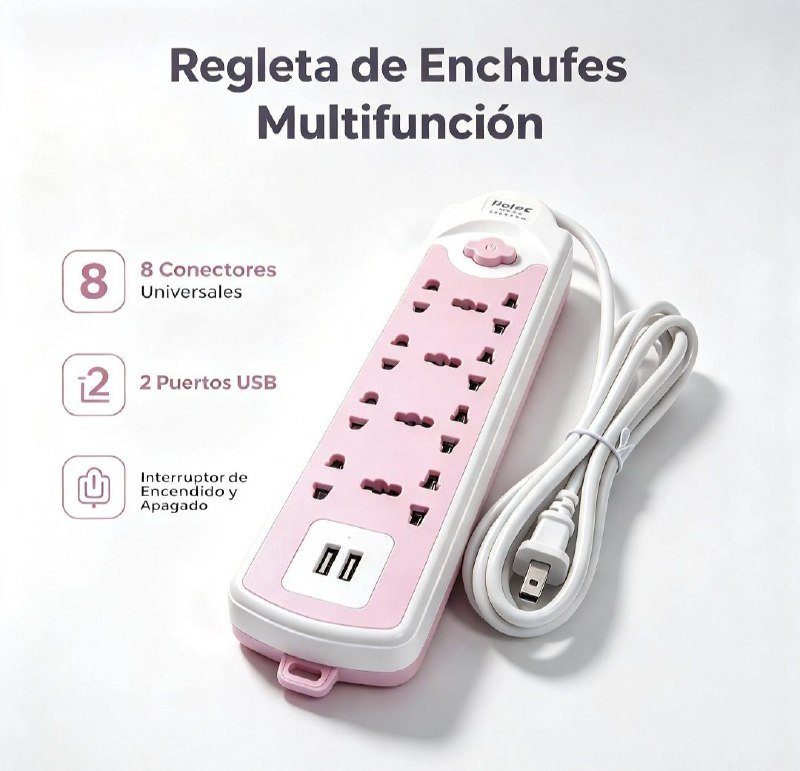 Regleta de Enchufes
Multifunción
8
8 Conectores
Universales
2
2 Puertos USB
Interruptor de
Encendido y
Apagado